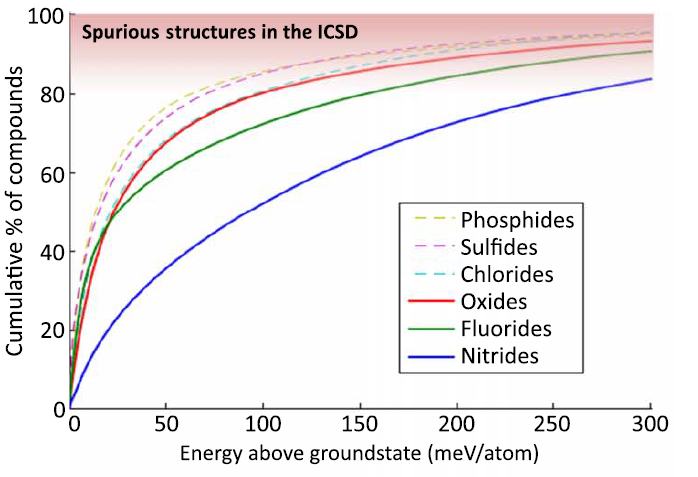 100
80
60
40
20
0
Cumulative % of compounds
Spurious structures in the ICSD
Phosphides
Sulfides
Chlorides
Oxides
Fluorides
Nitrides
0 50 100 150 200 250 300
Energy above groundstate (meV/atom)